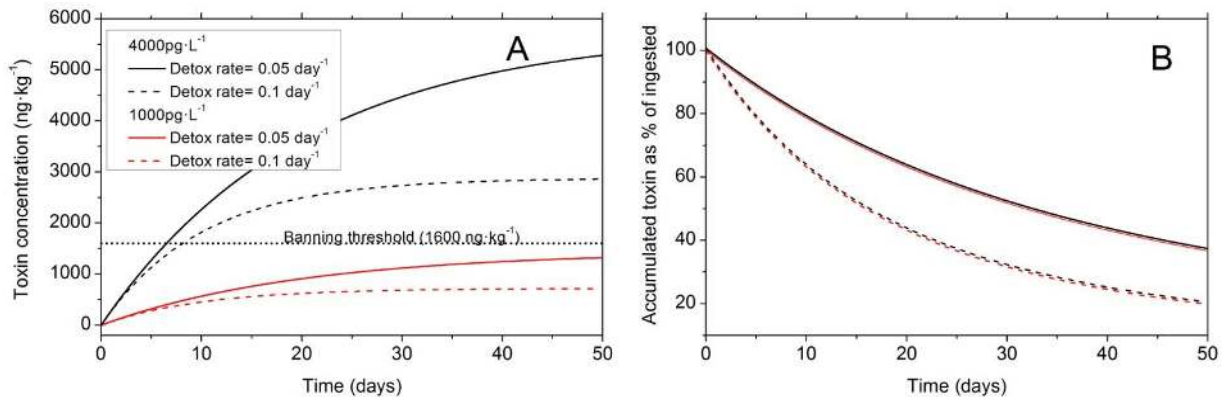 A
Toxin concentration (ng·kg⁻¹)
6000
5000
4000
3000
2000
1000
0
4000pg·L⁻¹
Detox rate= 0.05 day⁻¹
Detox rate= 0.1 day⁻¹
1000pg·L⁻¹
Detox rate= 0.05 day⁻¹
Detox rate= 0.1 day⁻¹
Banning threshold (1600 ng·kg⁻¹)
0 10 20 30 40 50
Time (days)
B
Accumulated toxin as % of ingested
100
80
60
40
20
0 10 20 30 40 50
Time (days)